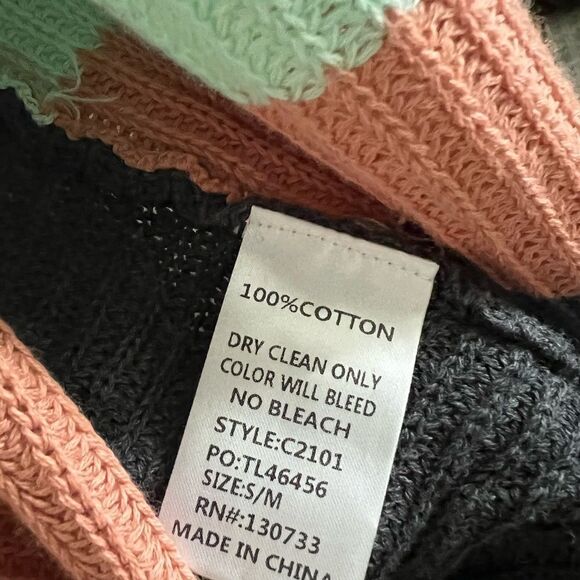 100%COTTON
DRY CLEAN ONLY
COLOR WILL BLEED
NO BLEACH
STYLE:C2101
PO:TL46456
SIZE:S/M
RN#:130733
MADE IN CHINA